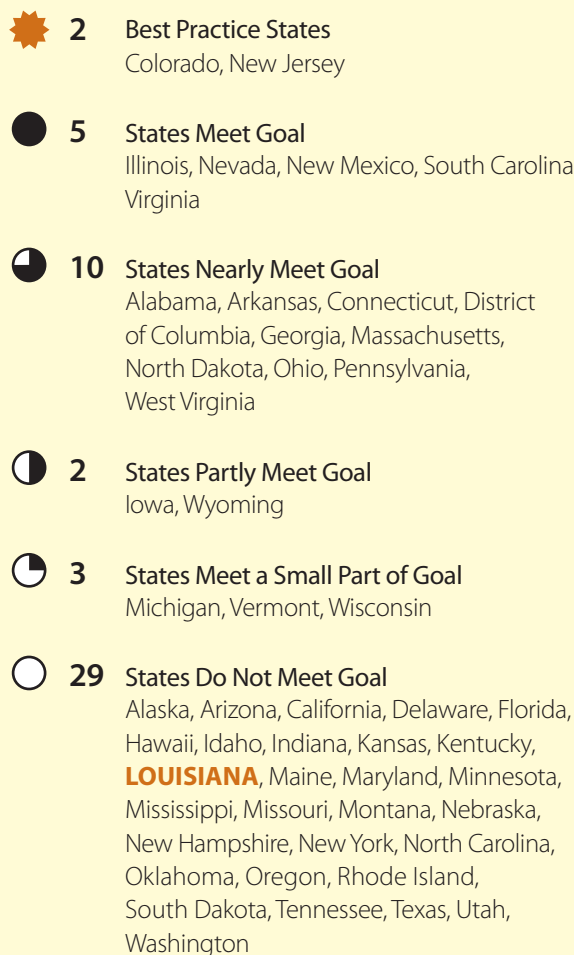 2 Best Practice States
Colorado, New Jersey
5 States Meet Goal
Illinois, Nevada, New Mexico, South Carolina
Virginia
10 States Nearly Meet Goal
Alabama, Arkansas, Connecticut, District
of Columbia, Georgia, Massachusetts,
North Dakota, Ohio, Pennsylvania,
West Virginia
2 States Partly Meet Goal
Iowa, Wyoming
3 States Meet a Small Part of Goal
Michigan, Vermont, Wisconsin
29 States Do Not Meet Goal
Alaska, Arizona, California, Delaware, Florida,
Hawaii, Idaho, Indiana, Kansas, Kentucky,
LOUISIANA, Maine, Maryland, Minnesota,
Mississippi, Missouri, Montana, Nebraska,
New Hampshire, New York, North Carolina,
Oklahoma, Oregon, Rhode Island,
South Dakota, Tennessee, Texas, Utah,
Washington